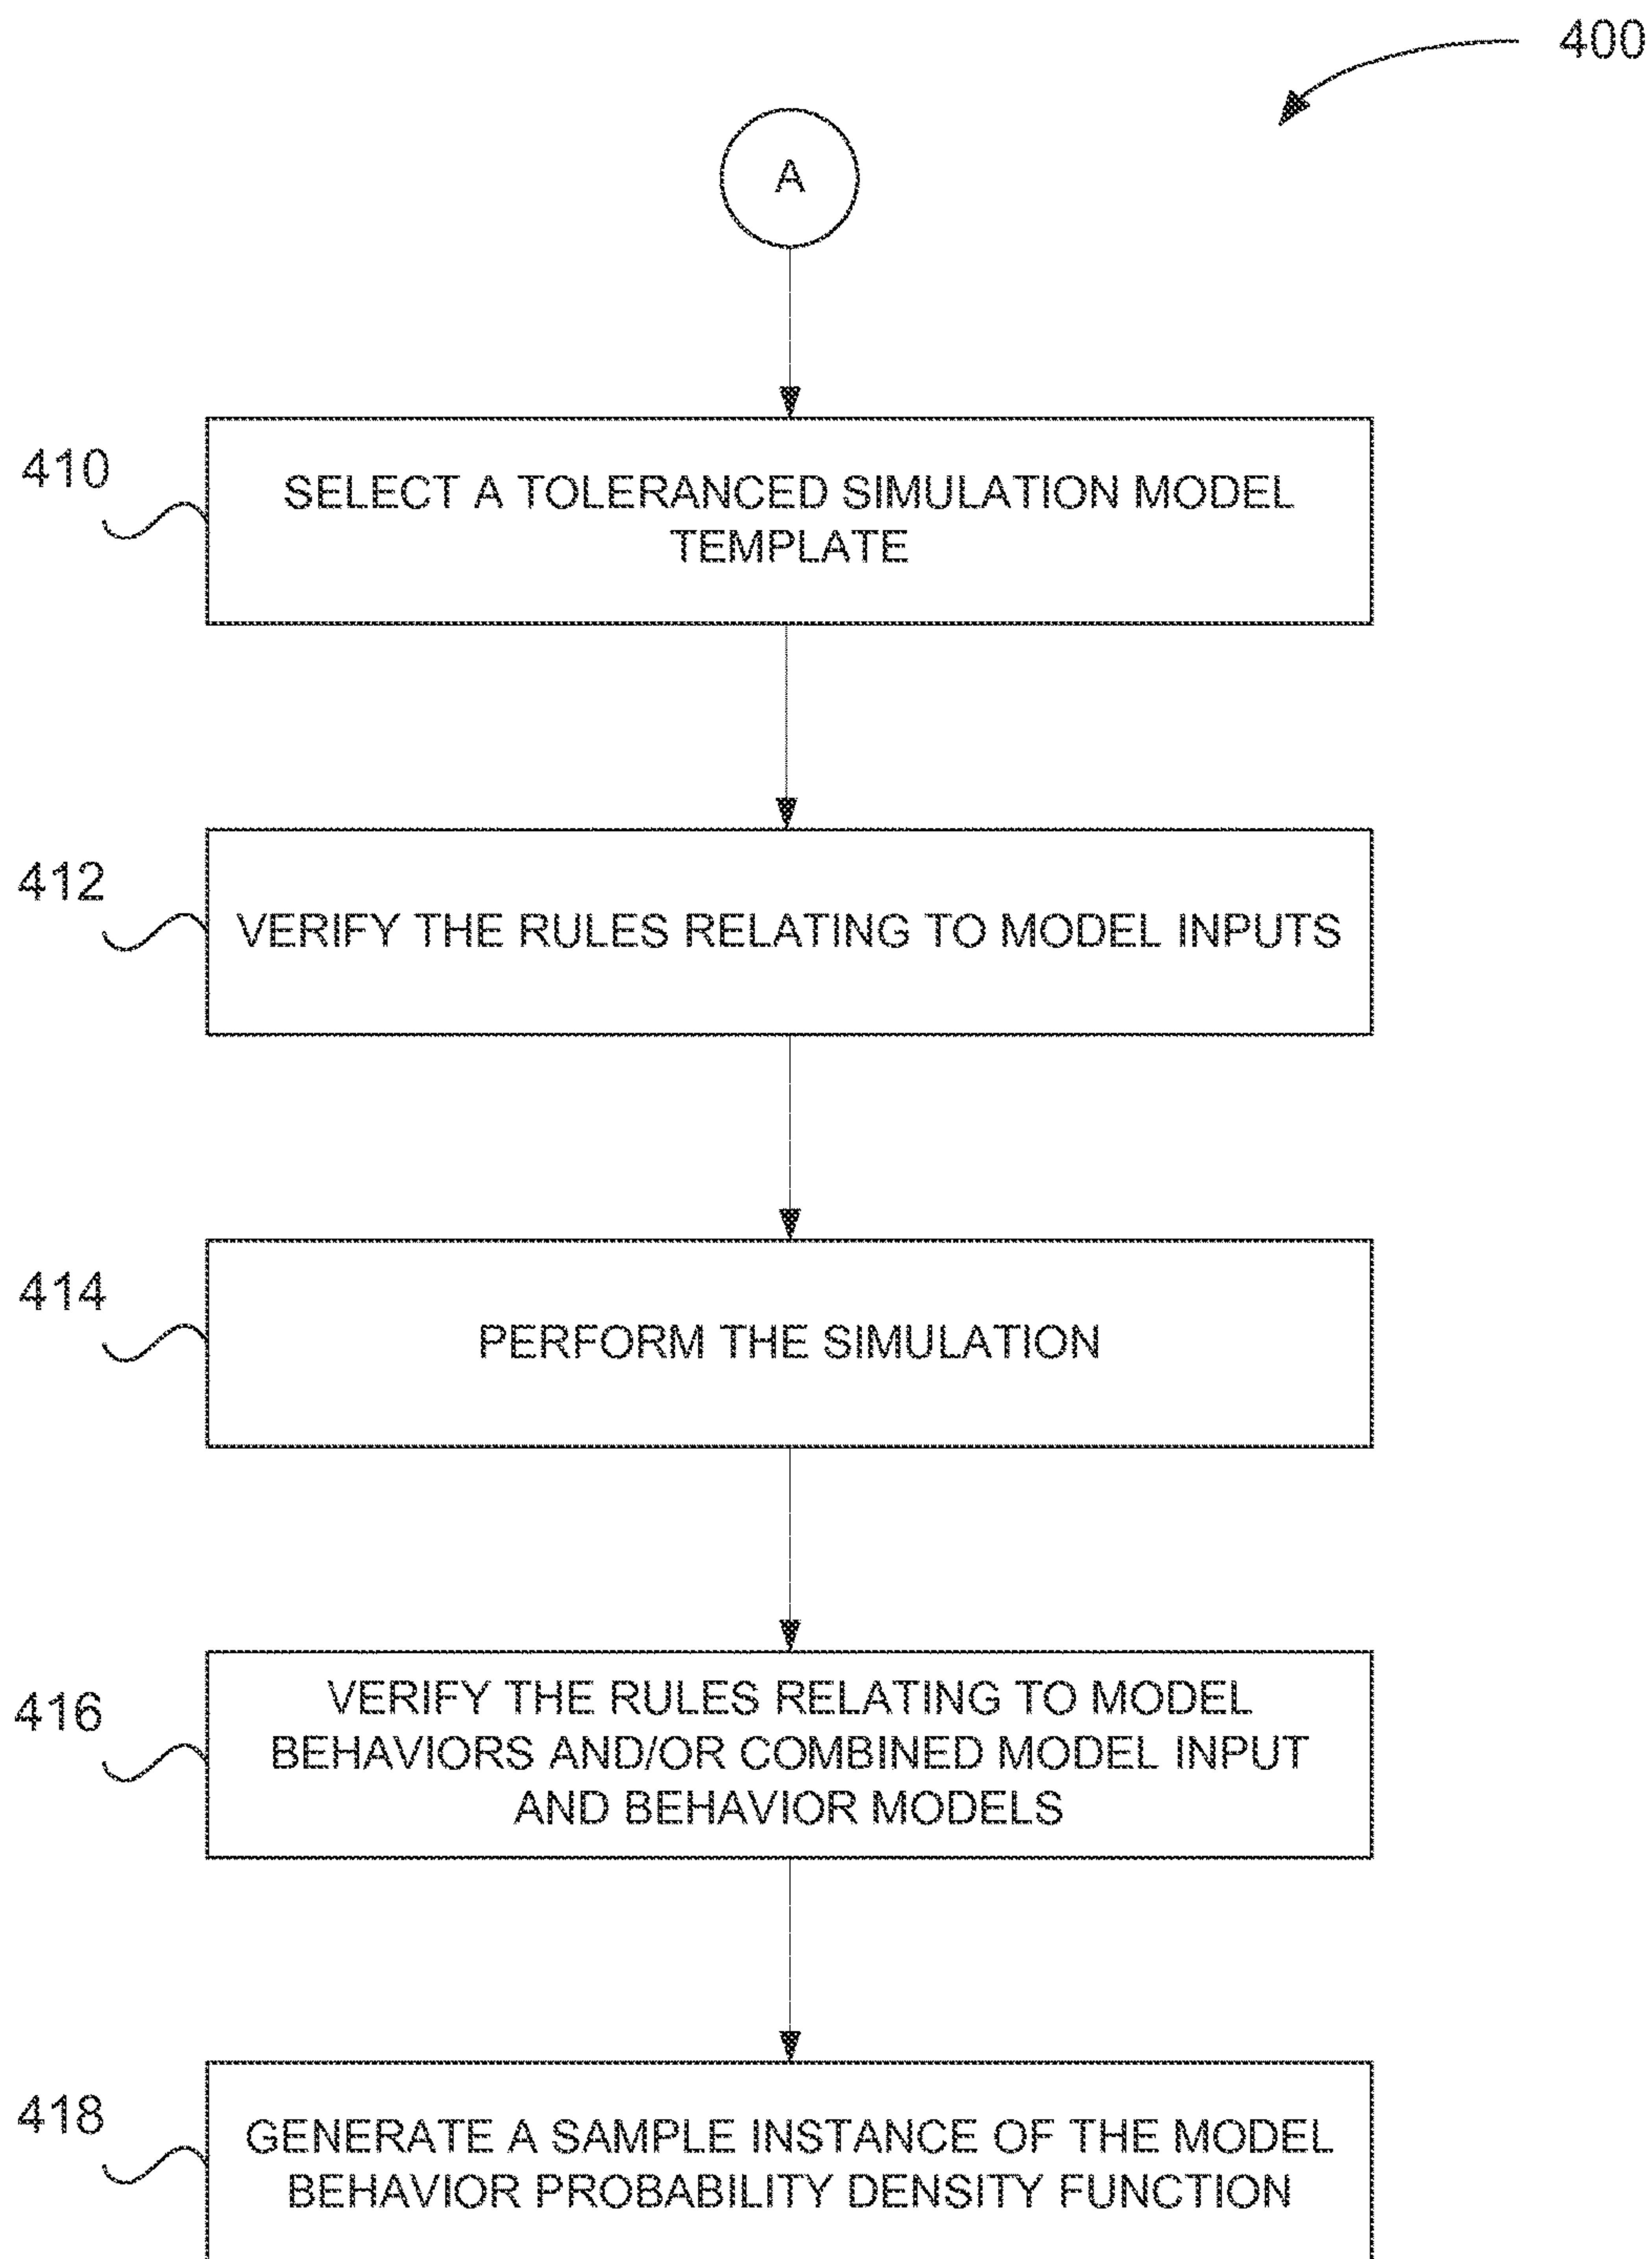 400
A
410
SELECT A TOLERANCED SIMULATION MODEL
TEMPLATE
412
VERIFY THE RULES RELATING TO MODEL INPUTS
414
PERFORM THE SIMULATION
416
VERIFY THE RULES RELATING TO MODEL
BEHAVIORS AND/OR COMBINED MODEL INPUT
AND BEHAVIOR MODELS
418
GENERATE A SAMPLE INSTANCE OF THE MODEL
BEHAVIOR PROBABILITY DENSITY FUNCTION